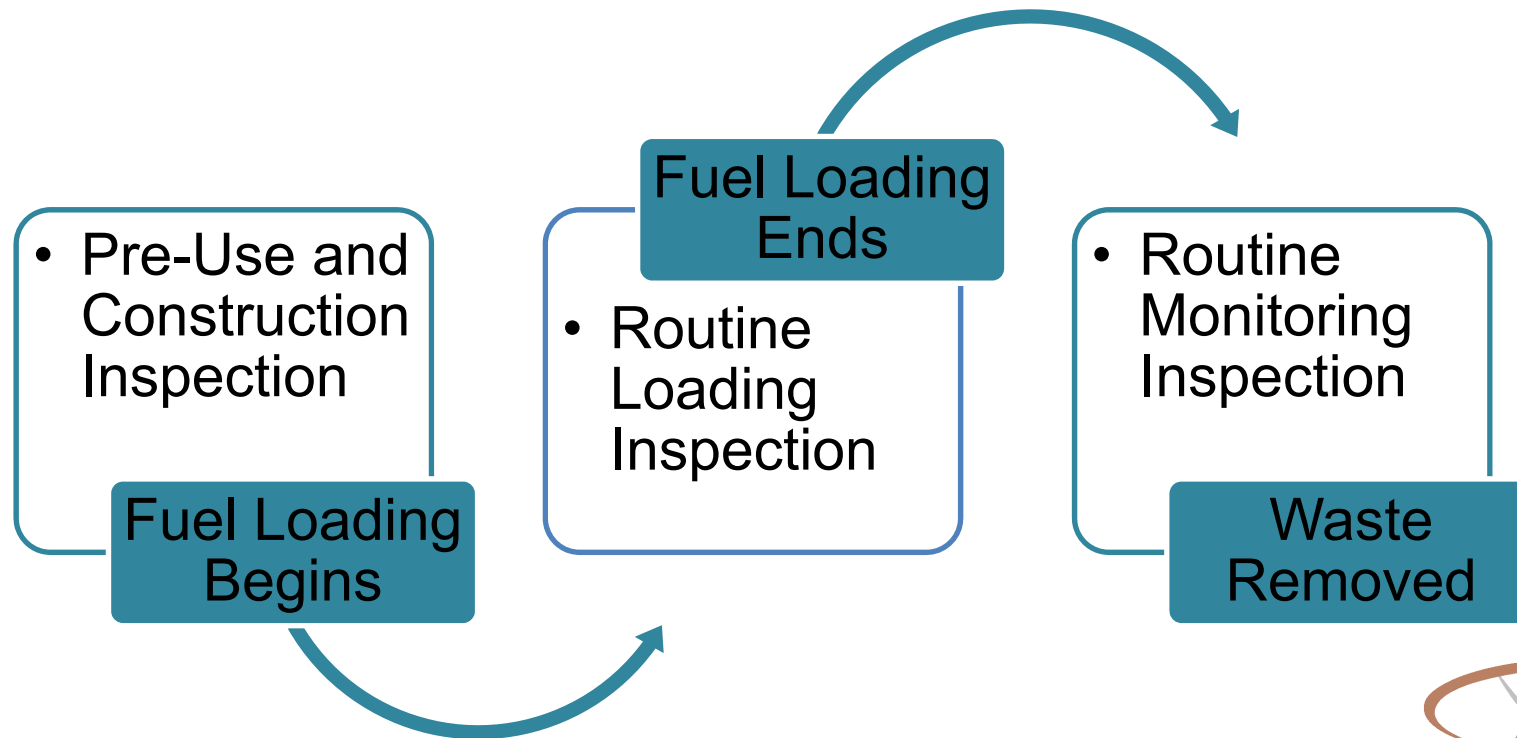 • Pre-Use and
Construction
Inspection
Fuel Loading
Begins
Fuel Loading
Ends
• Routine
Loading
Inspection
• Routine
Monitoring
Inspection
Waste
Removed